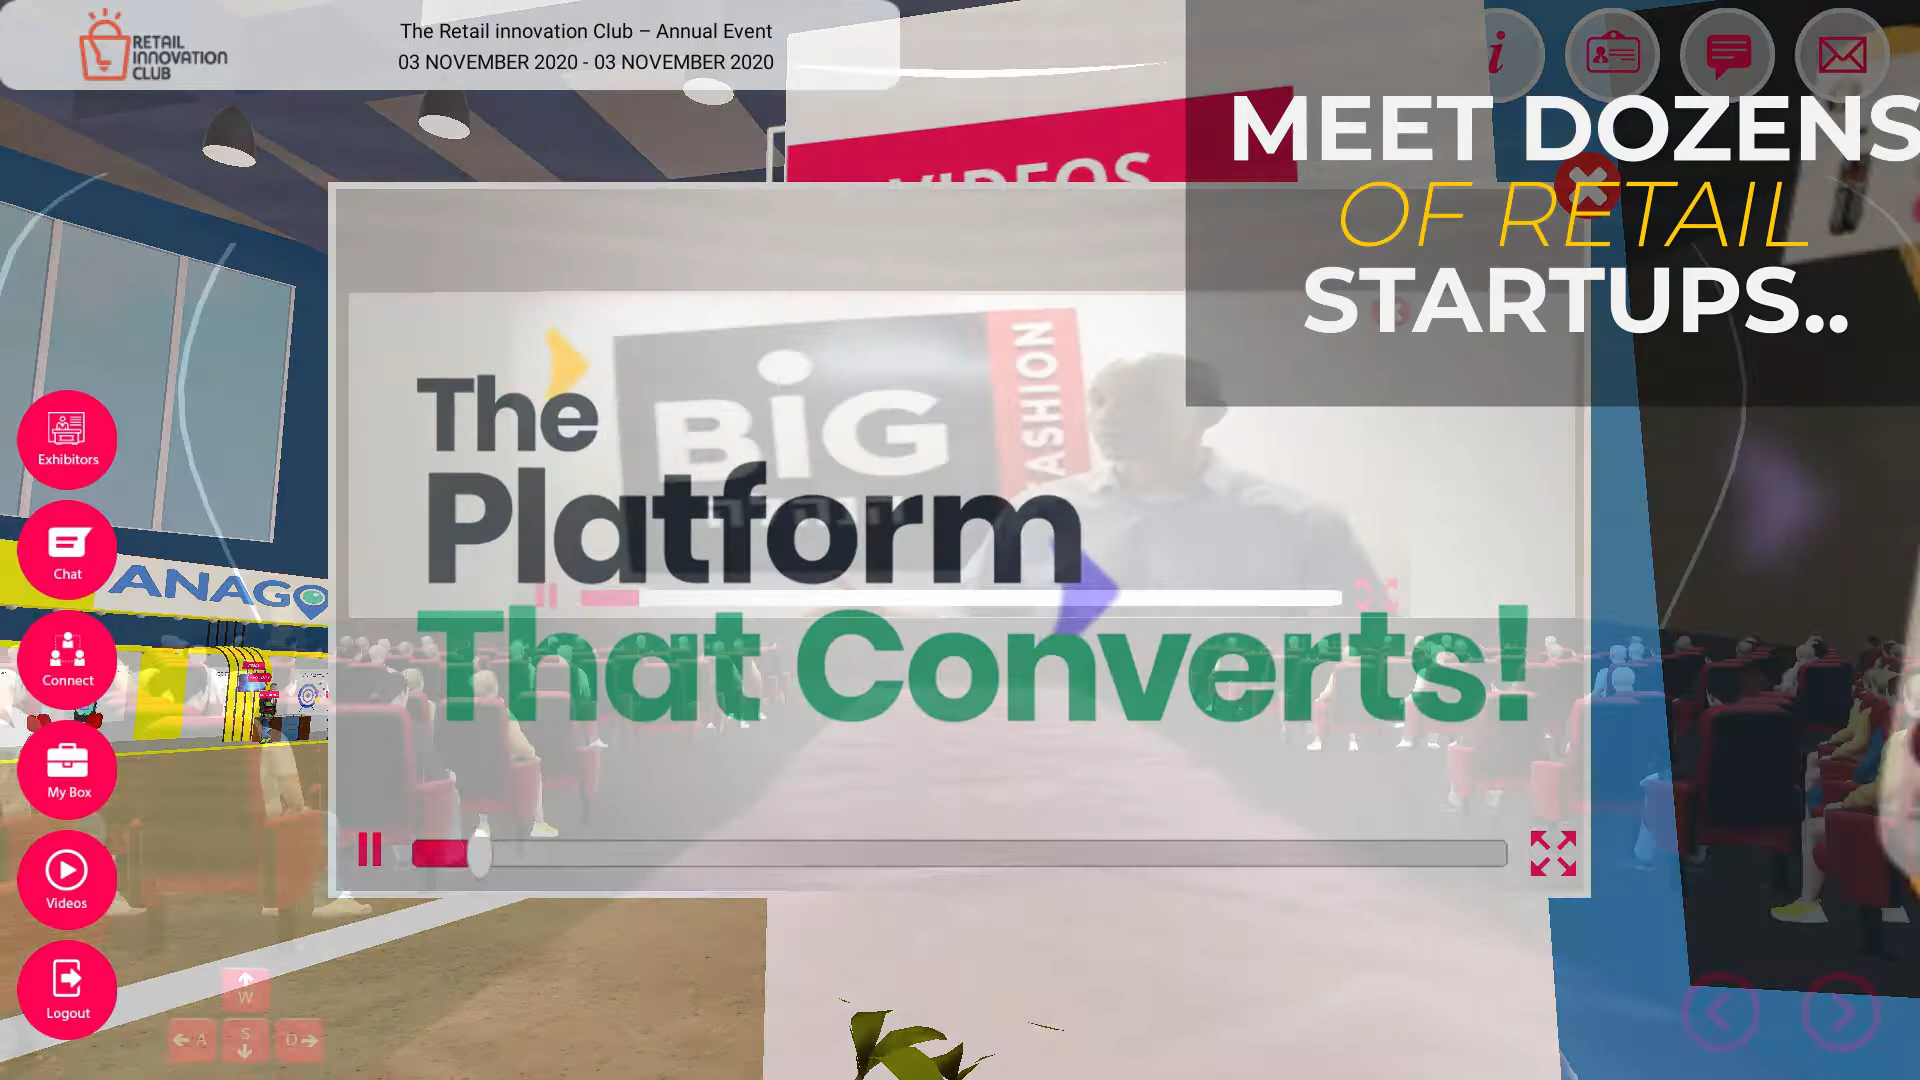 RETAIL
INNOVATION
CLUB
The Retail innovation Club – Annual Event
03 NOVEMBER 2020 - 03 NOVEMBER 2020
i
VIDEOS
MEET DOZENS
OF RETAIL
STARTUPS..
BiG
FASHION
The
Platform
That Converts!
ANAGO
Exhibitors
Chat
Connect
My Box
Videos
Logout
W
A
S
D